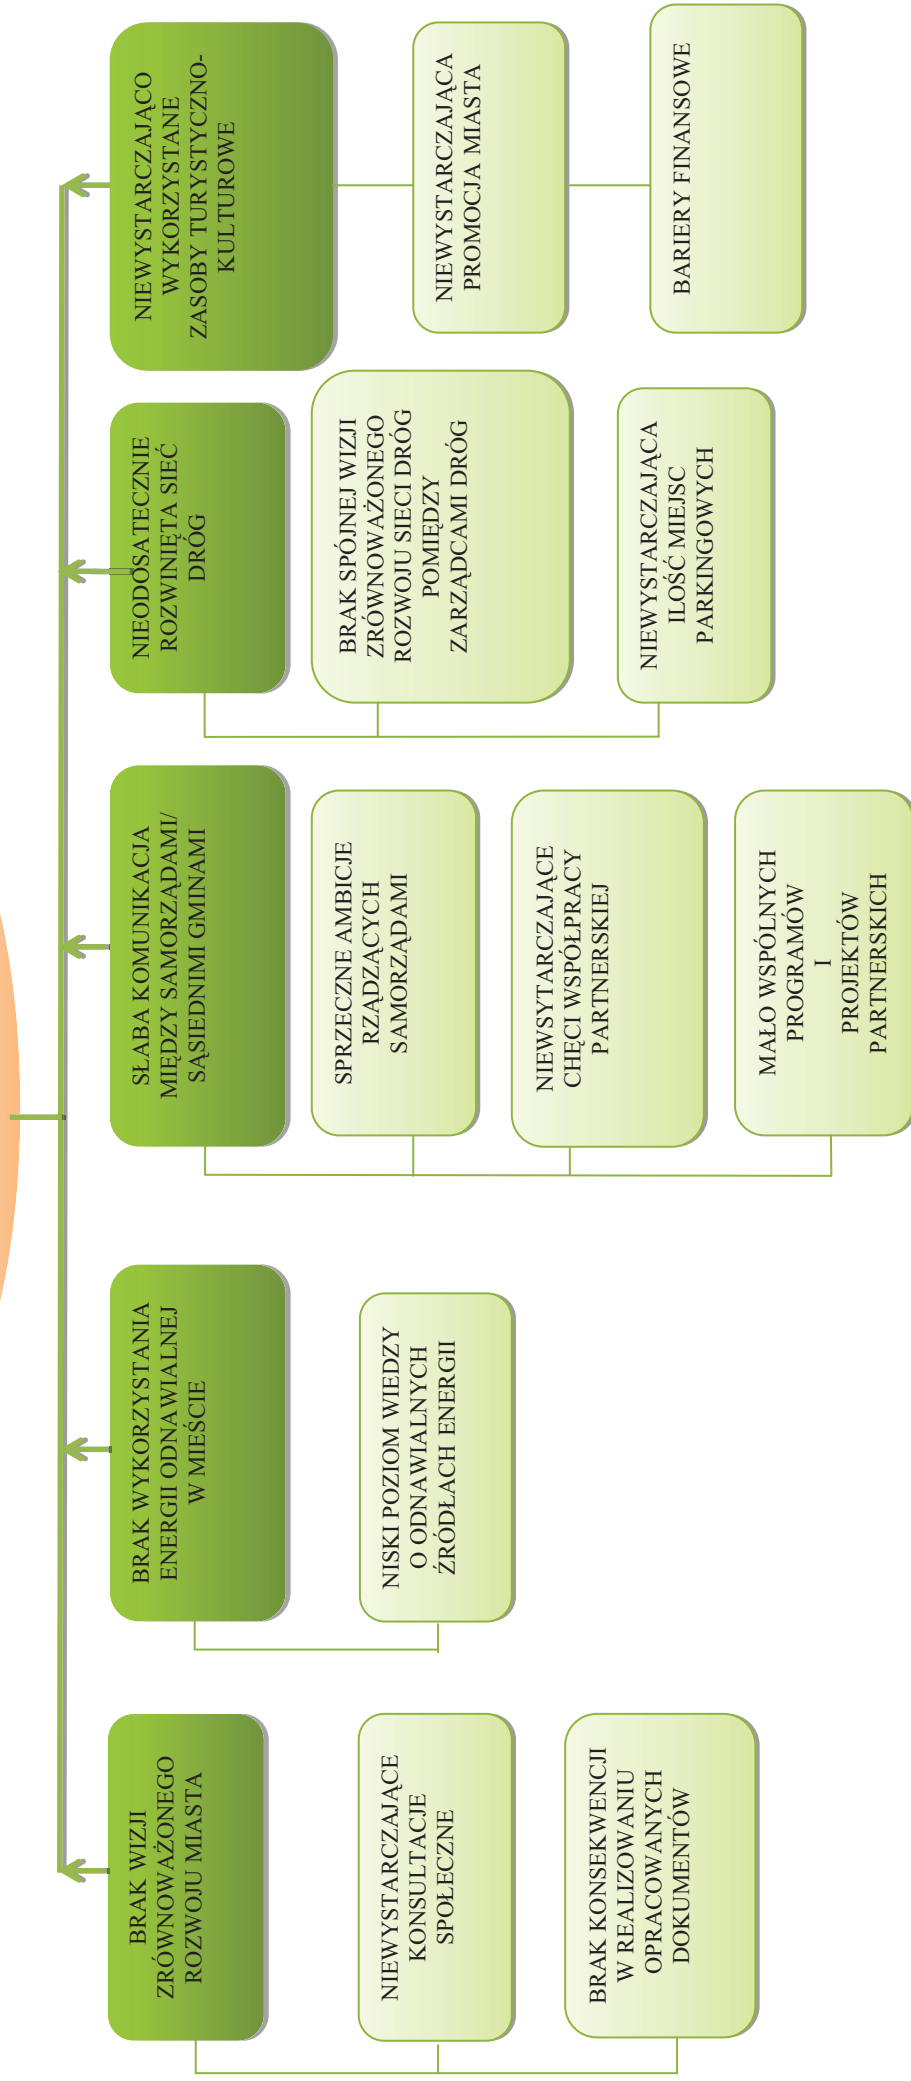 BRAK WIZJI
ZRÓWNOWAŻONEGO
ROZWOJU MIASTA
NIEWYSTARCZAJĄCE
KONSULTACJE
SPOŁECZNE
BRAK KONSEKWENCJI
W REALIZOWANIU
OPRACOWANYCH
DOKUMENTÓW
BRAK WYKORZYSTANIA
ENERGII ODNAWIALNEJ
W MIEŚCIE
NISKI POZIOM WIEDZY
O ODNAWIALNYCH
ŹRÓDŁACH ENERGII
SŁABA KOMUNIKACJA
MIĘDZY SAMORZĄDAMI/
SĄSIEDNIMI GMINAMI
SPRZECZNE AMBICJE
RZĄDZĄCYCH
SAMORZĄDAMI
NIEWSYTARCZAJĄCE
CHĘCI WSPÓŁPRACY
PARTNERSKIEJ
MAŁO WSPÓLNYCH
PROGRAMÓW
I
PROJEKTÓW
PARTNERSKICH
NIEODOSATECZNIE
ROZWINIĘTA SIEĆ
DRÓG
BRAK SPÓJNEJ WIZJI
ZRÓWNOWAŻONEGO
ROZWOJU SIECI DRÓG
POMIĘDZY
ZARZĄDCAMI DRÓG
NIEWYSTARCZAJĄCA
ILOŚĆ MIEJSC
PARKINGOWYCH
NIEWYSTARCZAJĄCO
WYKORZYSTANE
ZASOBY TURYSTYCZNO-
KULTUROWE
NIEWYSTARCZAJĄCA
PROMOCJA MIASTA
BARIERY FINANSOWE